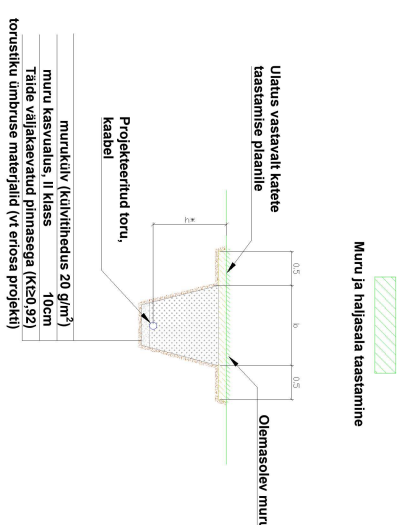 Muru ja haljasala taastamine
Ulatus vastavalt katete
taastamise plaanile
Olemasolev muru
0.5
b
0.5
h*
Projekteeritud toru,
kaabel
murukülv (külvitihedus 20 g/m²)
muru kasvualus, II klass 10cm
Täide väljakaevatud pinnasega (Kt≥0,92)
torustiku ümbruse materjalid (vt eriosa projekti)